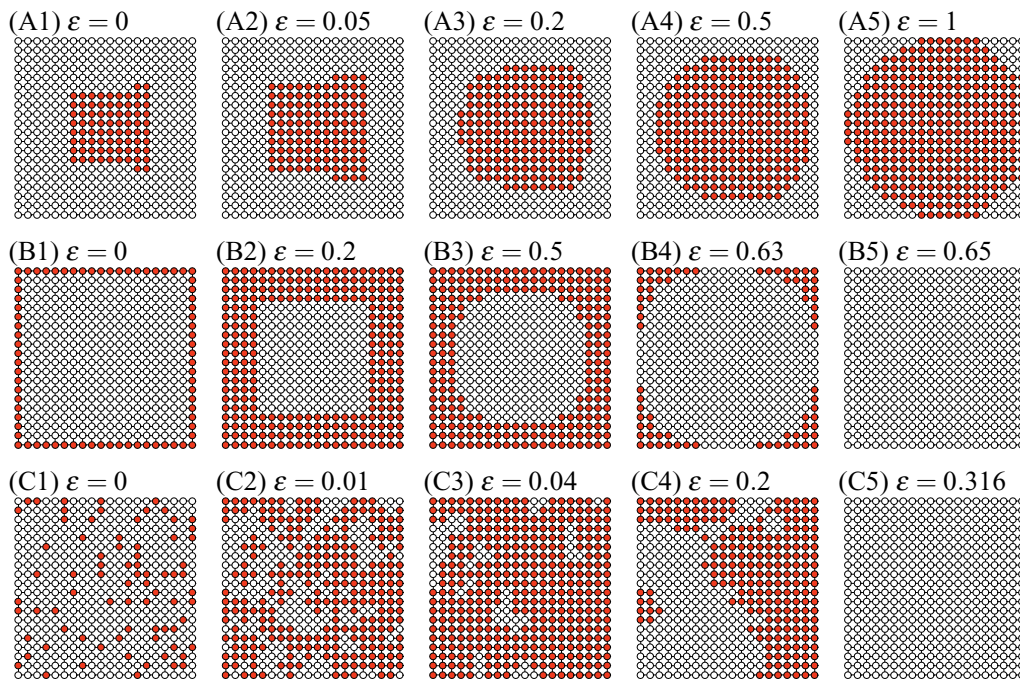 (A1) ε = 0 (A2) ε = 0.05 (A3) ε = 0.2 (A4) ε = 0.5 (A5) ε = 1
(B1) ε = 0 (B2) ε = 0.2 (B3) ε = 0.5 (B4) ε = 0.63 (B5) ε = 0.65
(C1) ε = 0 (C2) ε = 0.01 (C3) ε = 0.04 (C4) ε = 0.2 (C5) ε = 0.316